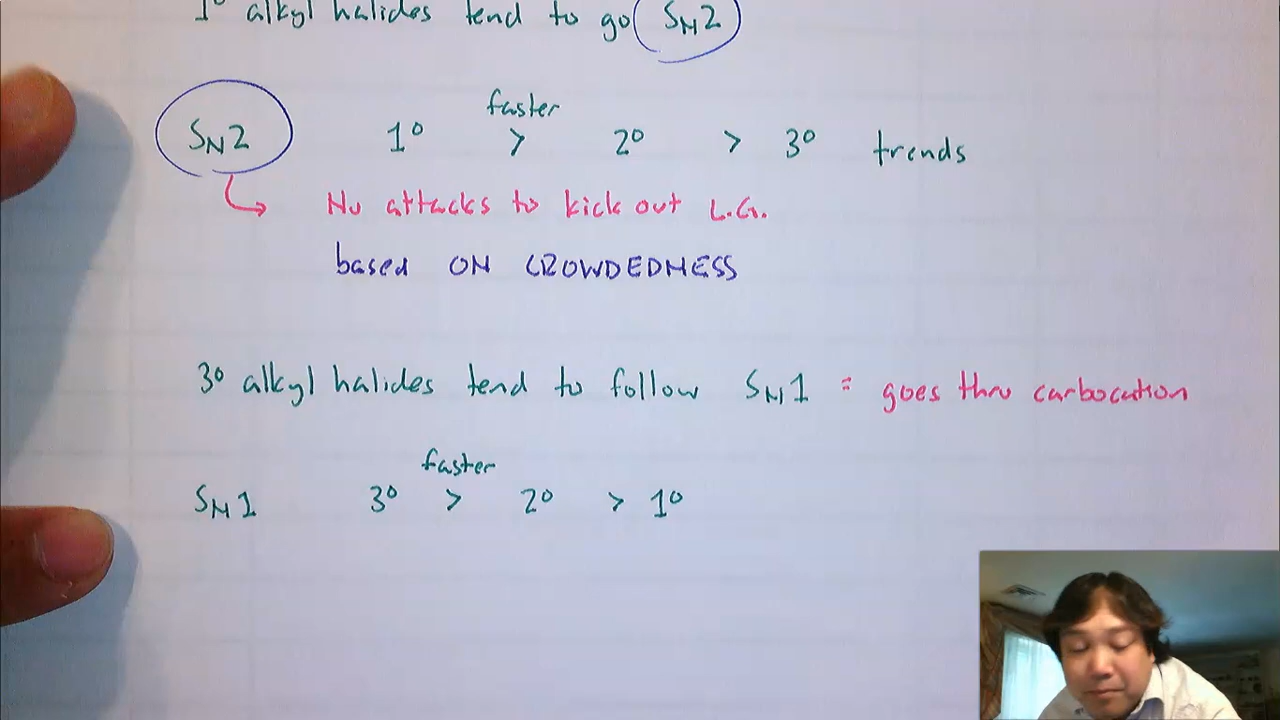 1° alkyl halides tend to go SN2
faster
SN2 1° > 2° > 3° trends
Nu attacks to kick out L.G.
based ON CROWDEDNESS
3° alkyl halides tend to follow SN1 = goes thru carbocation
faster
SN1 3° > 2° > 1°